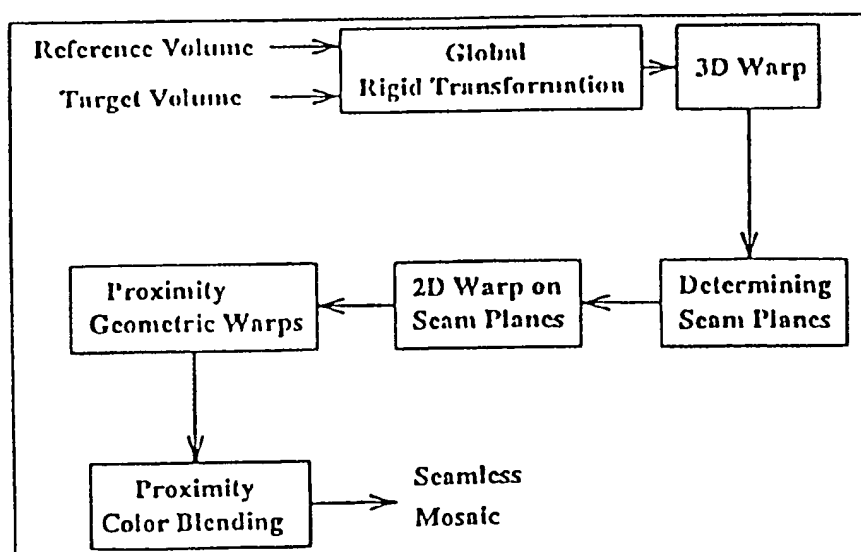 Reference Volume
Target Volume
Global
Rigid Transformation
3D Warp
Determining
Seam Planes
2D Warp on
Seam Planes
Proximity
Geometric Warps
Proximity
Color Blending
Seamless
Mosaic